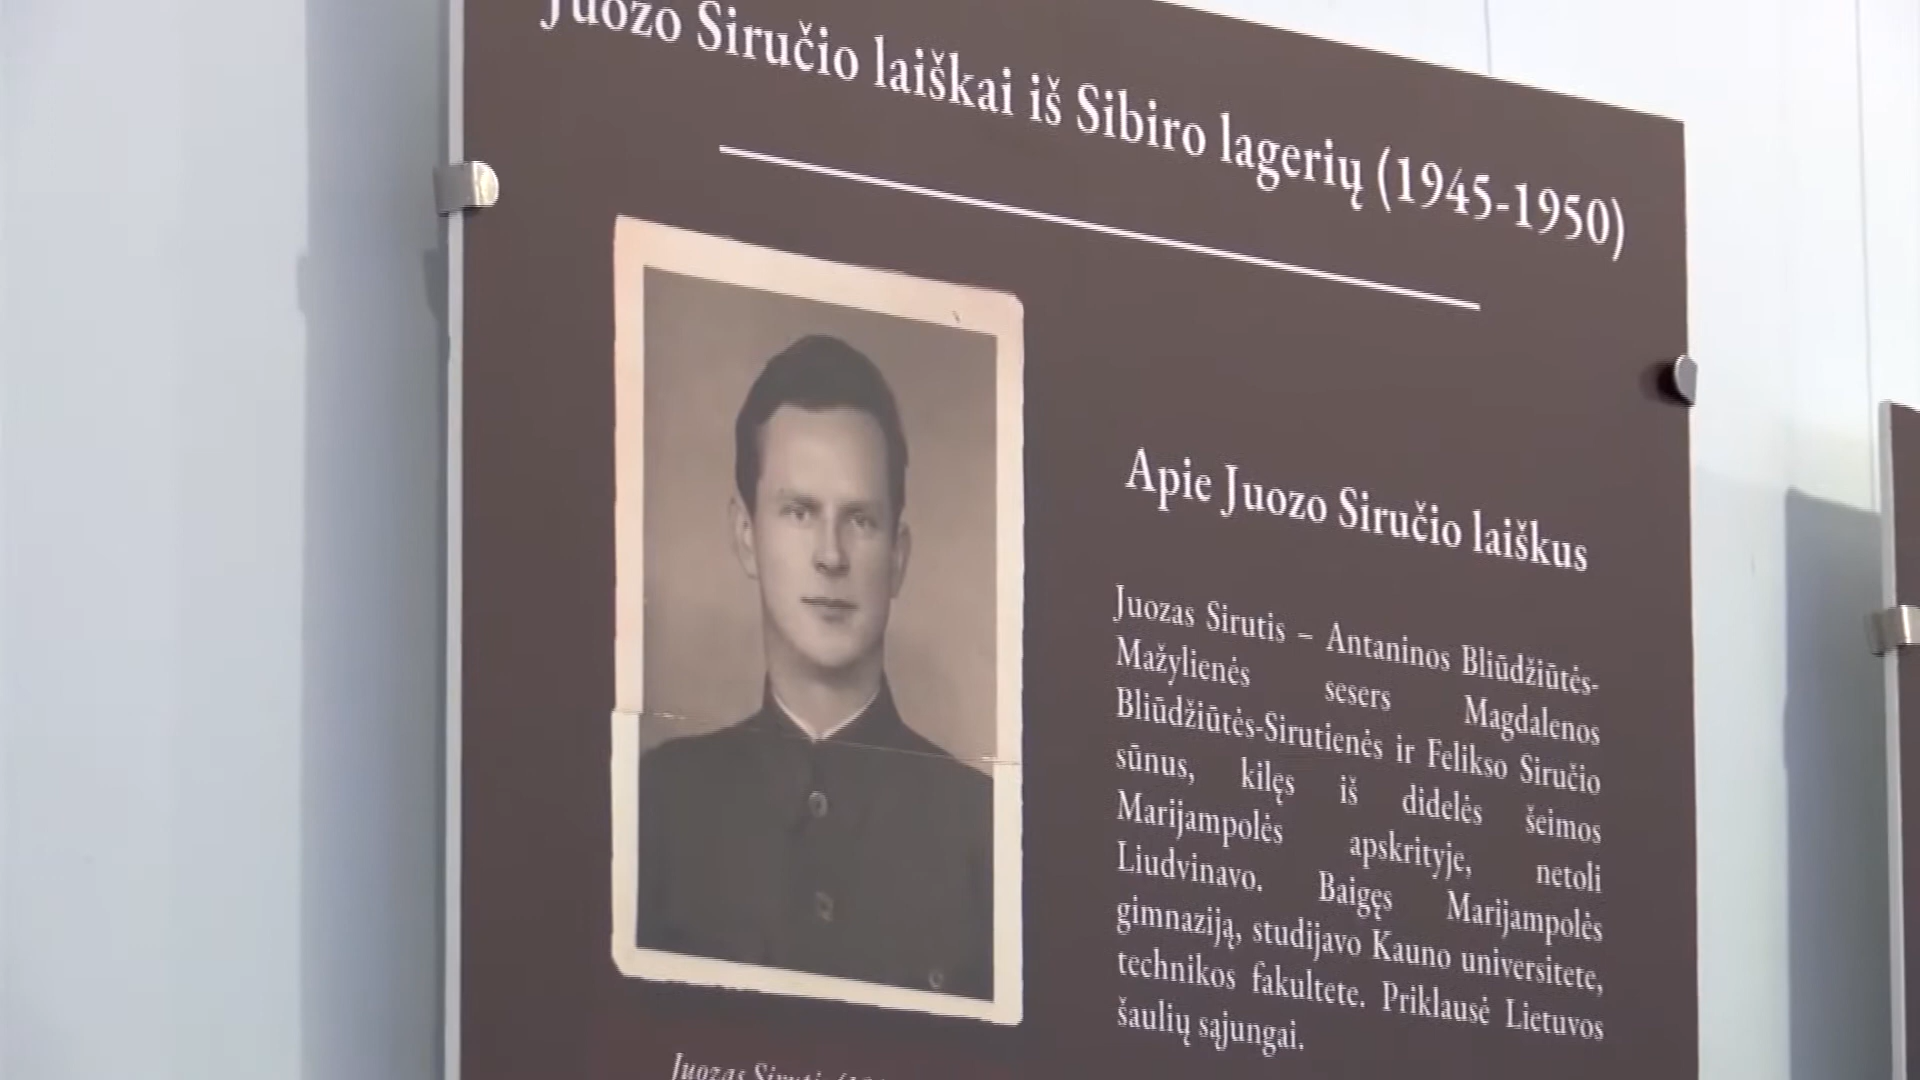 Juozo Siručio laiškai iš Sibiro lagerių (1945-1950)
Apie Juozo Siručio laiškus
Juozas Sirutis – Antaninos Bliūdžiūtės-
Mažylienės sesers Magdalenos
Bliūdžiūtės-Sirutienės ir Felikso Siručio
sūnus, kilęs iš didelės šeimos
Marijampolės apskrityje, netoli
Liudvinavo. Baigęs Marijampolės
gimnaziją, studijavo Kauno universitete,
technikos fakultete. Priklausė Lietuvos
šaulių sąjungai.
Juozas